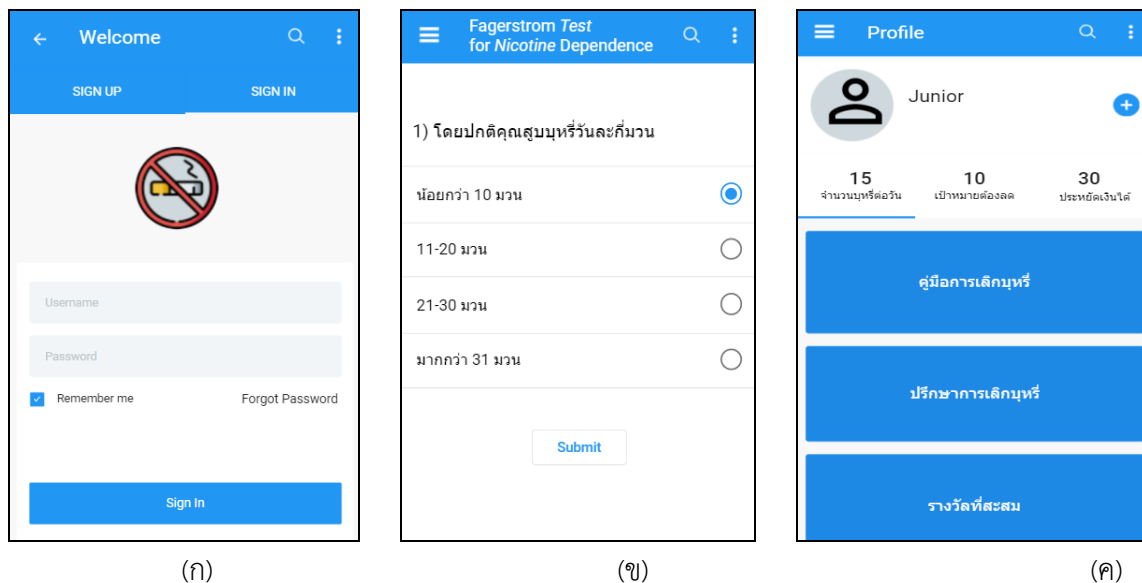 Welcome
SIGN UP
SIGN IN
Username
Password
Remember me
Forgot Password
Sign In
(ก)
Fagerstrom Test
for Nicotine Dependence
1) โดยปกติคุณสูบบุหรี่วันละกี่มวน
น้อยกว่า 10 มวน
11-20 มวน
21-30 มวน
มากกว่า 31 มวน
Submit
(ข)
Profile
Junior
15
จำนวนบุหรี่ต่อวัน
10
เป้าหมายต้องลด
30
ประหยัดเงินได้
คู่มือการเลิกบุหรี่
ปรึกษาการเลิกบุหรี่
รางวัลที่สะสม
(ค)